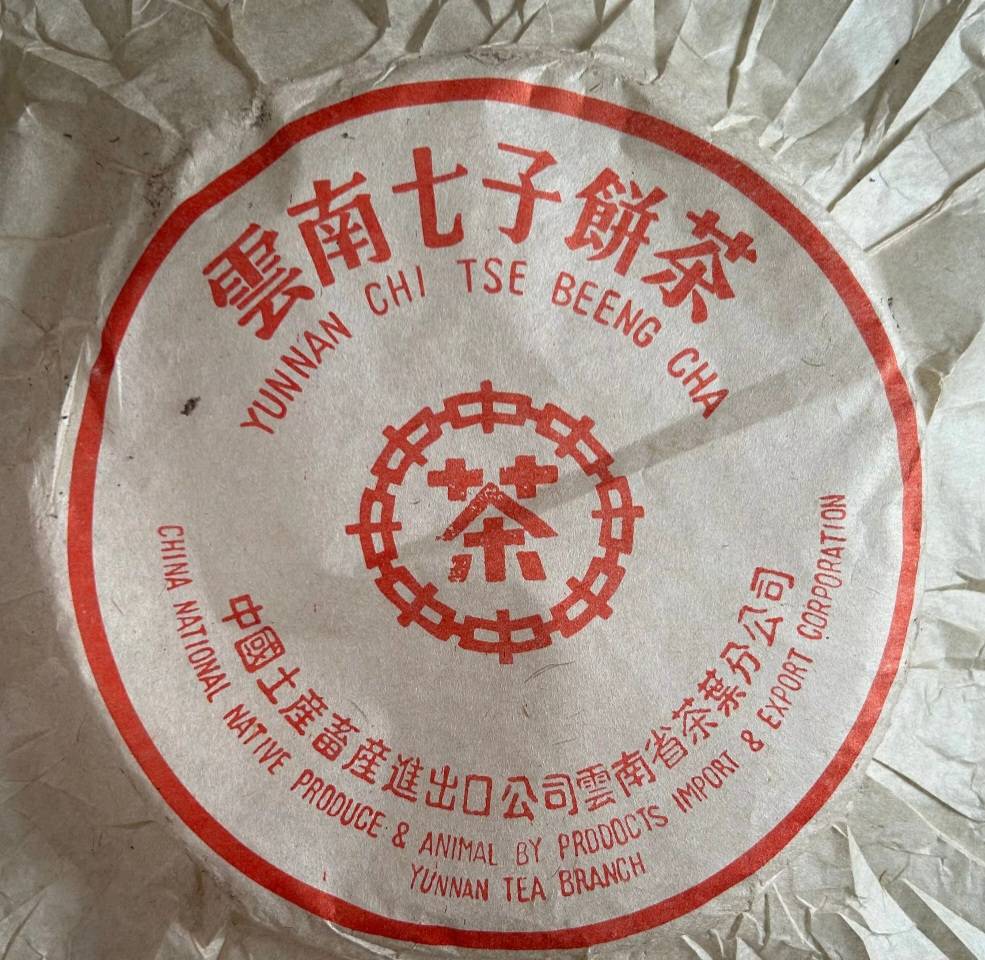 雲南七子餅茶
YUNNAN CHI TSE BEENG CHA
茶
中國土産畜産進出口公司雲南省茶葉分公司
CHINA NATIONAL NATIVE PRODUCE & ANIMAL BY PRDDOCTS IMPORT & EXPORT CORPORATION
YUNNAN TEA BRANCH